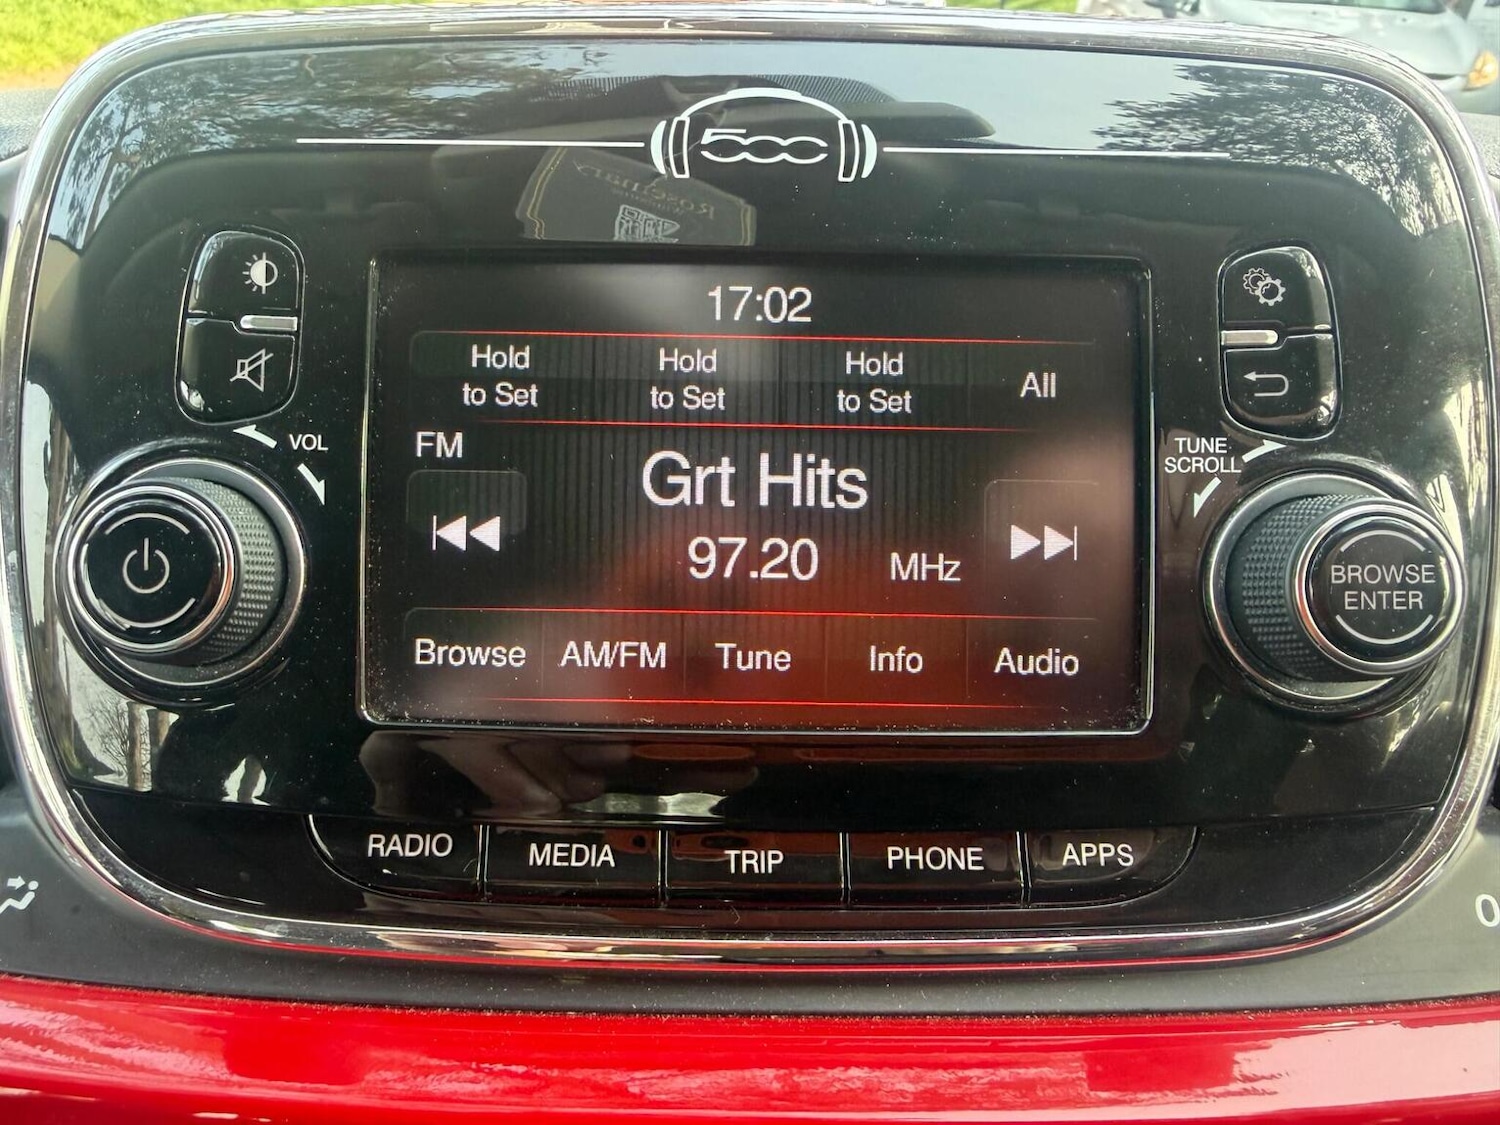 500
17:02
Hold to Set
Hold to Set
Hold to Set
All
FM
Grt Hits
97.20 MHz
Browse
AM/FM
Tune
Info
Audio
VOL
TUNE
SCROLL
BROWSE
ENTER
RADIO
MEDIA
TRIP
PHONE
APPS
0